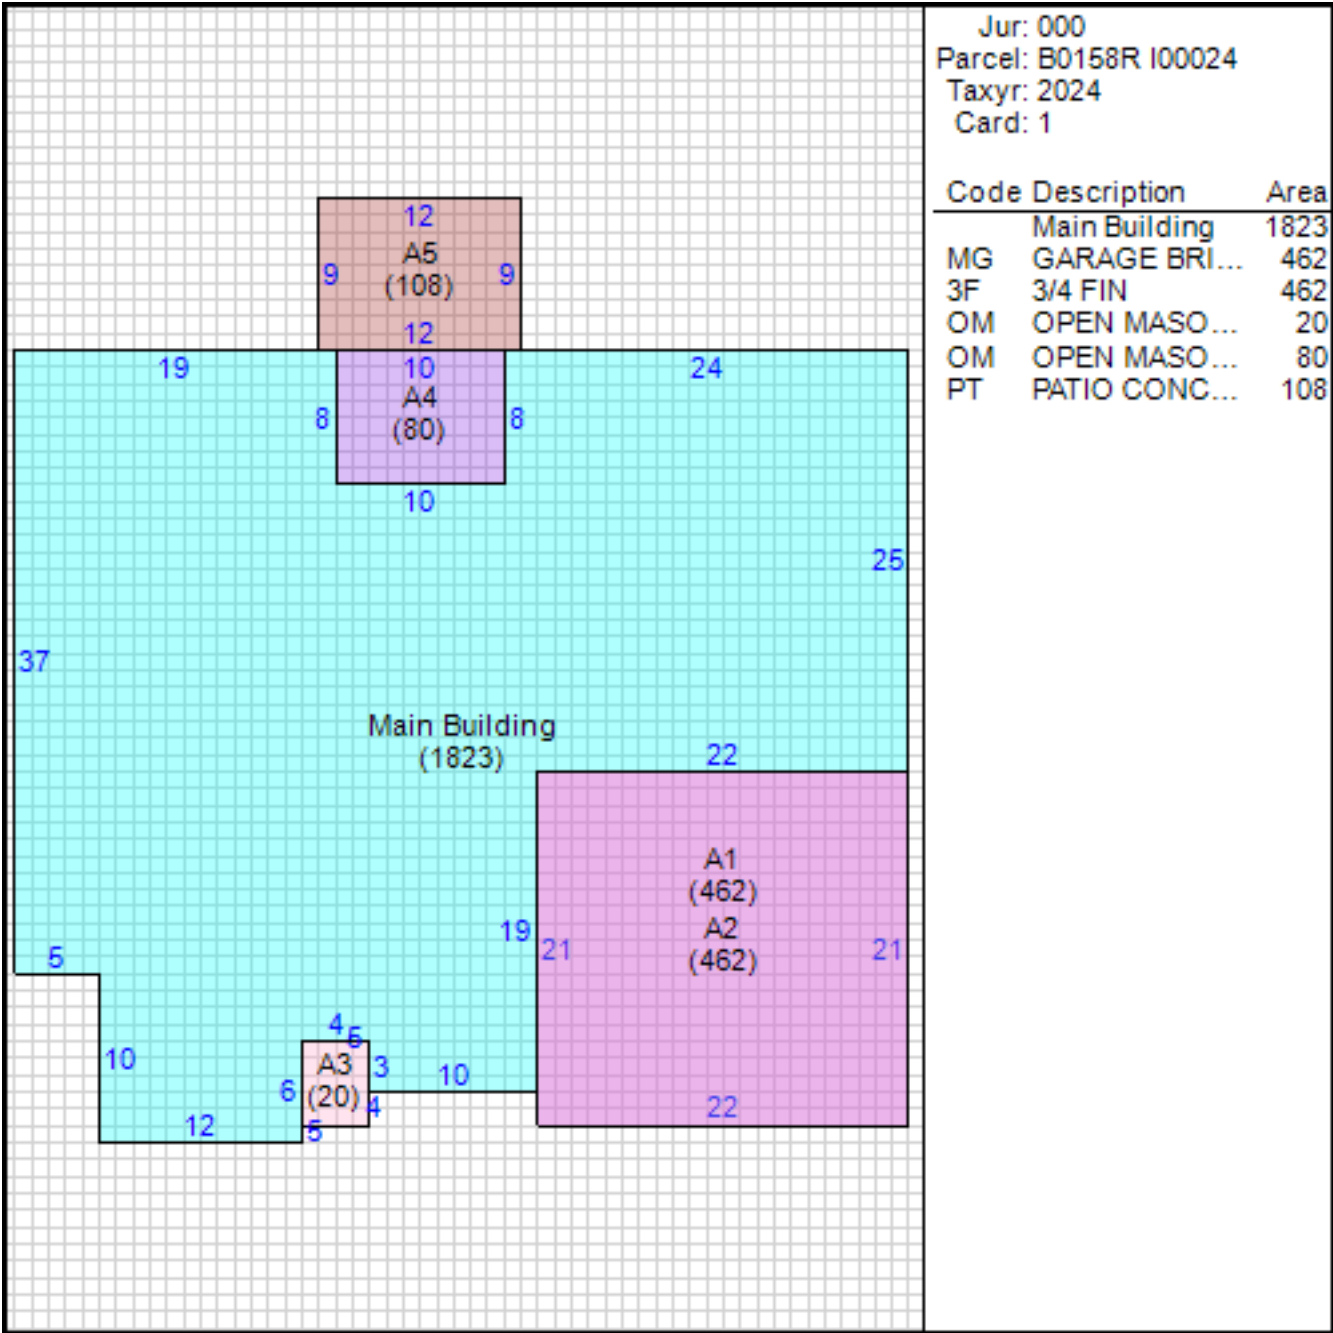 Jur: 000
Parcel: B0158R I00024
Taxyr: 2024
Card: 1
Code Description Area
Main Building 1823
MG GARAGE BRI... 462
3F 3/4 FIN 462
OM OPEN MASO... 20
OM OPEN MASO... 80
PT PATIO CONC... 108
12
A5
9 (108) 9
12
19 10 24
A4
8 (80) 8
10
25
37
Main Building
(1823)
22
A1
(462)
A2
19 21 (462) 21
5
4 5
A3
10 3
6 (20) 10
4
12 5 22